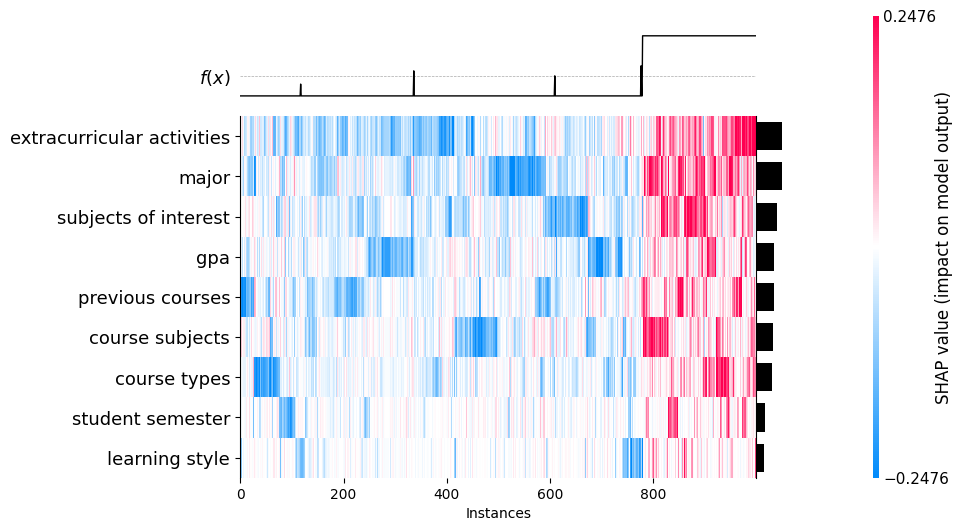 0.2476
f(x)
extracurricular activities
major
subjects of interest
gpa
previous courses
course subjects
course types
student semester
learning style
SHAP value (impact on model output)
−0.2476
0 200 400 600 800
Instances